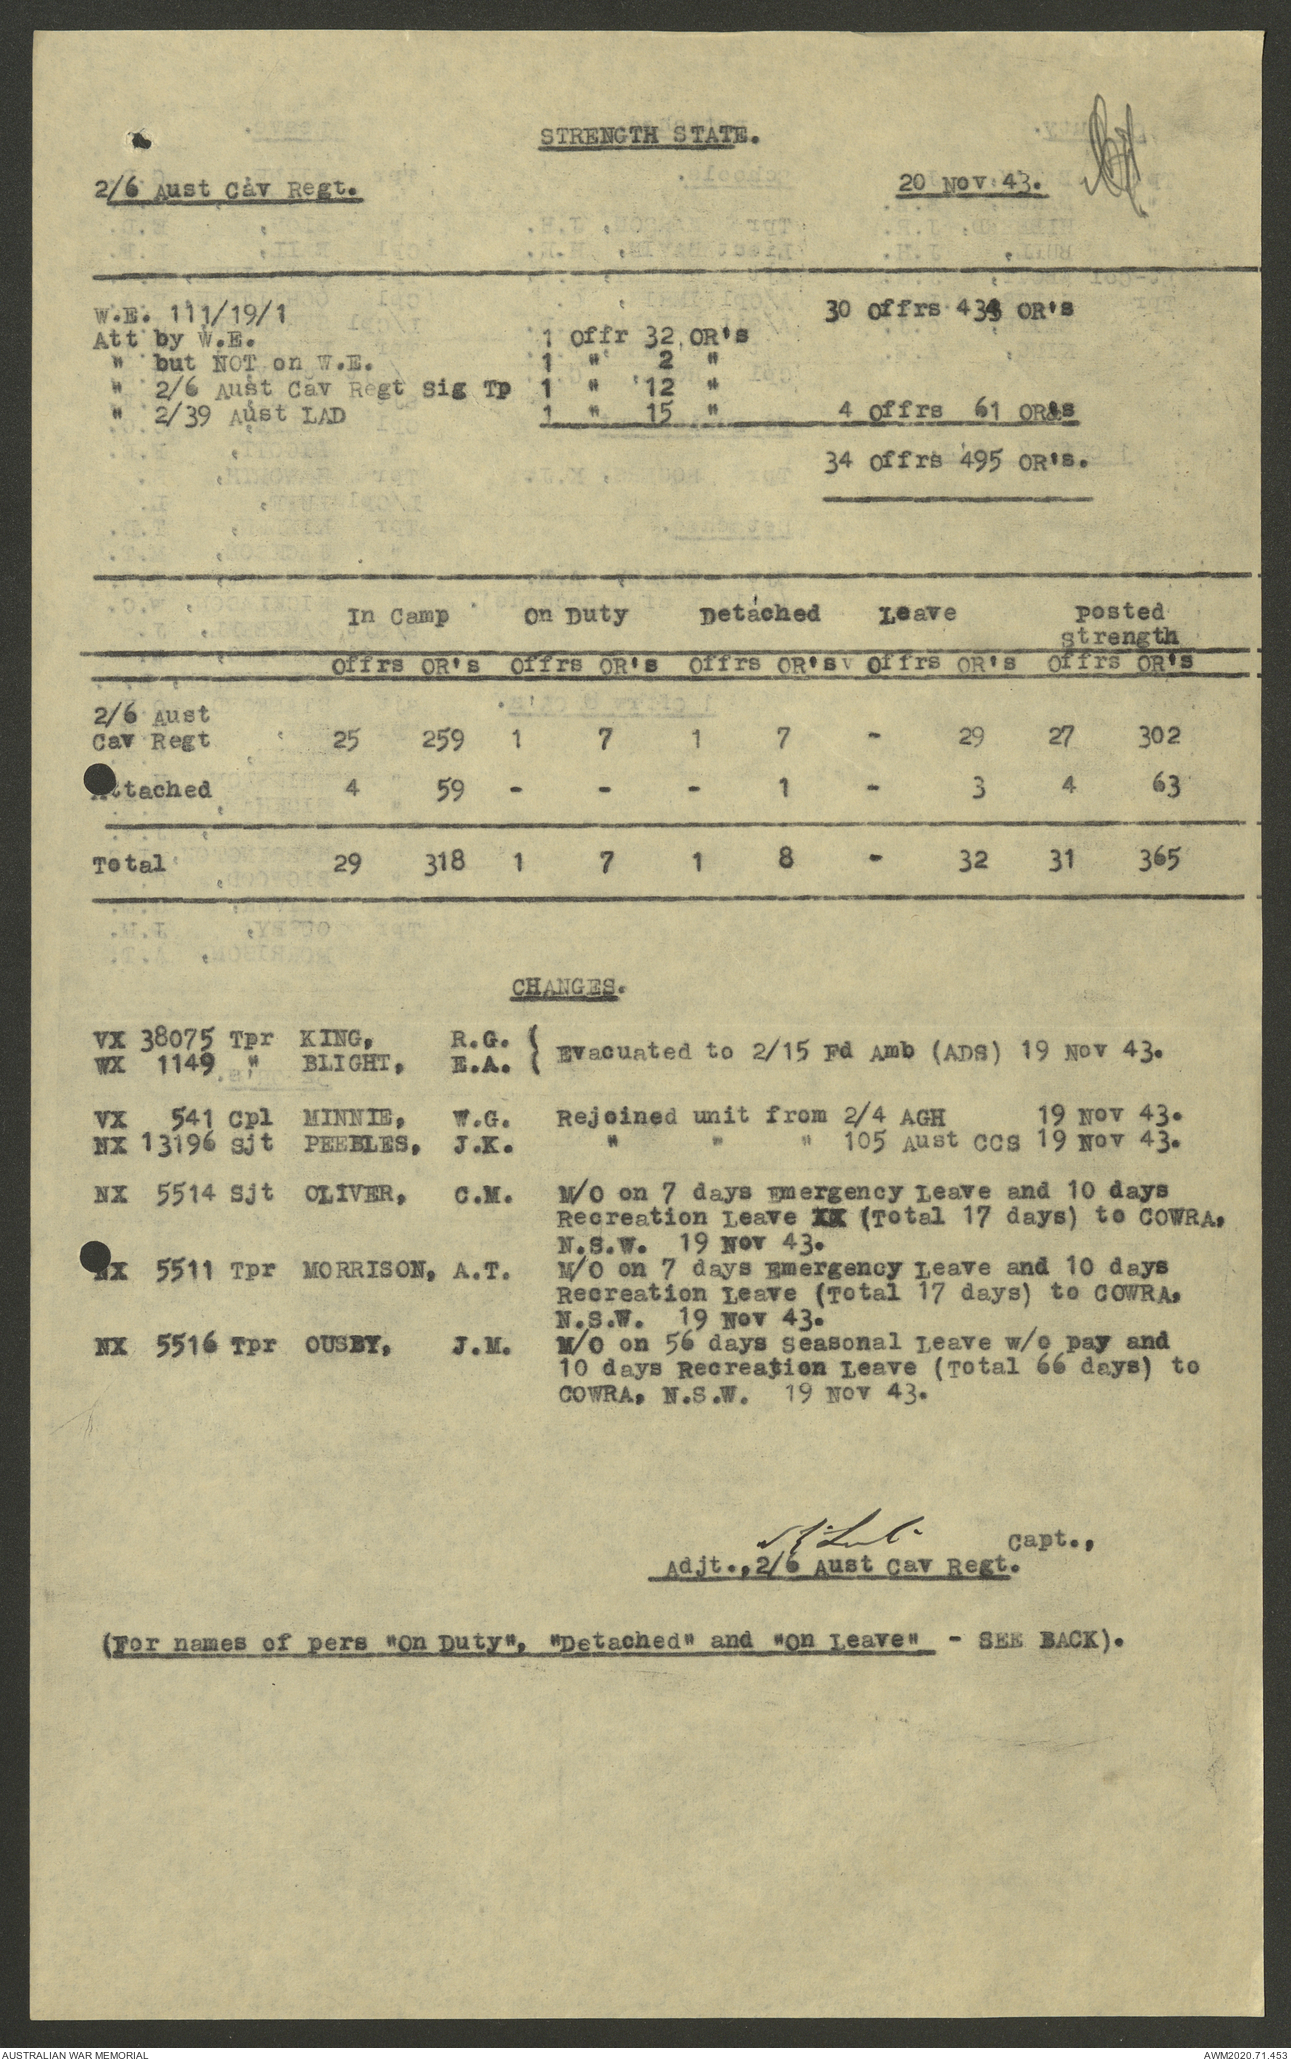 STRENGTH STATE.
2/6 Aust Cav Regt. 20 Nov 43.
W.E. 111/19/1 30 Offrs 434 OR's
Att by W.E. 1 Offr 32 OR's
" but NOT on W.E. 1 " 2 "
" 2/6 Aust Cav Regt Sig Tp 1 " 12 "
" 2/39 Aust LAD 1 " 15 " 4 Offrs 61 OR's
34 Offrs 495 OR's.
In Camp On Duty Detached Leave Posted
Strength
Offrs OR's Offrs OR's Offrs OR's Offrs OR's Offrs OR's
2/6 Aust
Cav Regt 25 259 1 7 1 7 - 29 27 302
Attached 4 59 - - - 1 - 3 4 63
Total 29 318 1 7 1 8 - 32 31 365
CHANGES.
VX 38075 Tpr KING, R.G. { Evacuated to 2/15 Fd Amb (ADS) 19 Nov 43.
WX 1149 " BLIGHT, E.A. {
VX 541 Cpl MINNIE, W.G. Rejoined unit from 2/4 AGH 19 Nov 43.
NX 13196 Sjt PEEBLES, J.K. " " " 105 Aust CCS 19 Nov 43.
NX 5514 Sjt OLIVER, C.M. M/O on 7 days Emergency Leave and 10 days
Recreation Leave XX (Total 17 days) to COWRA,
N.S.W. 19 Nov 43.
NX 5511 Tpr MORRISON, A.T. M/O on 7 days Emergency Leave and 10 days
Recreation Leave (Total 17 days) to COWRA,
N.S.W. 19 Nov 43.
NX 5516 Tpr OUSBY, J.M. M/O on 56 days Seasonal Leave w/o pay and
10 days Recreation Leave (Total 66 days) to
COWRA, N.S.W. 19 Nov 43.
Capt.,
Adjt.,2/6 Aust Cav Regt.
(For names of pers "On Duty", "Detached" and "On Leave" - SEE BACK).
AUSTRALIAN WAR MEMORIAL AWM2020.71.453